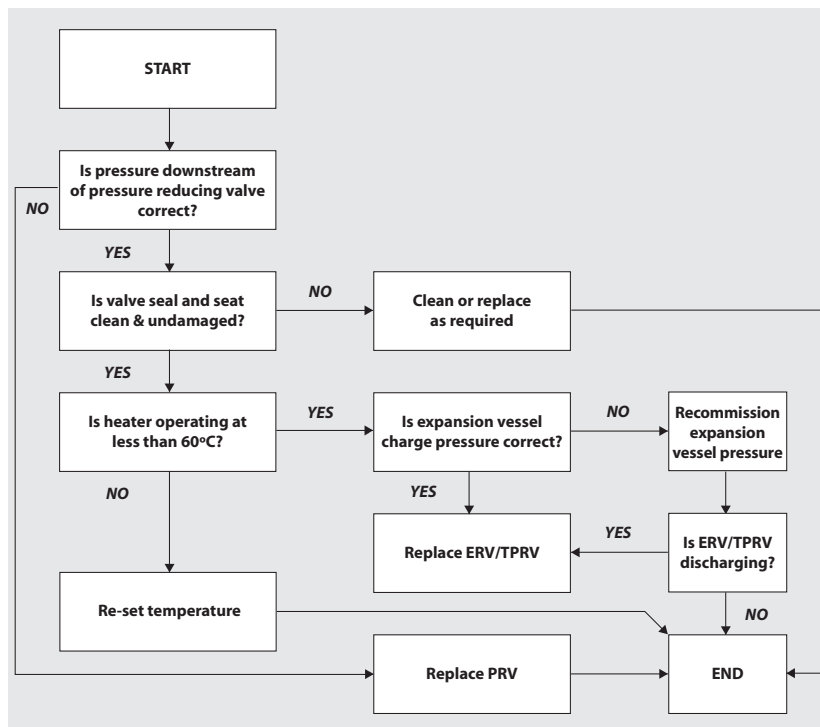 START
Is pressure downstream
of pressure reducing valve
correct?
NO
YES
Is valve seal and seat
clean & undamaged?
NO
Clean or replace
as required
YES
Is heater operating at
less than 60ºC?
YES
Is expansion vessel
charge pressure correct?
NO
Recommission
expansion
vessel pressure
NO
YES
Replace ERV/TPRV
YES
Is ERV/TPRV
discharging?
Re-set temperature
NO
Replace PRV
END